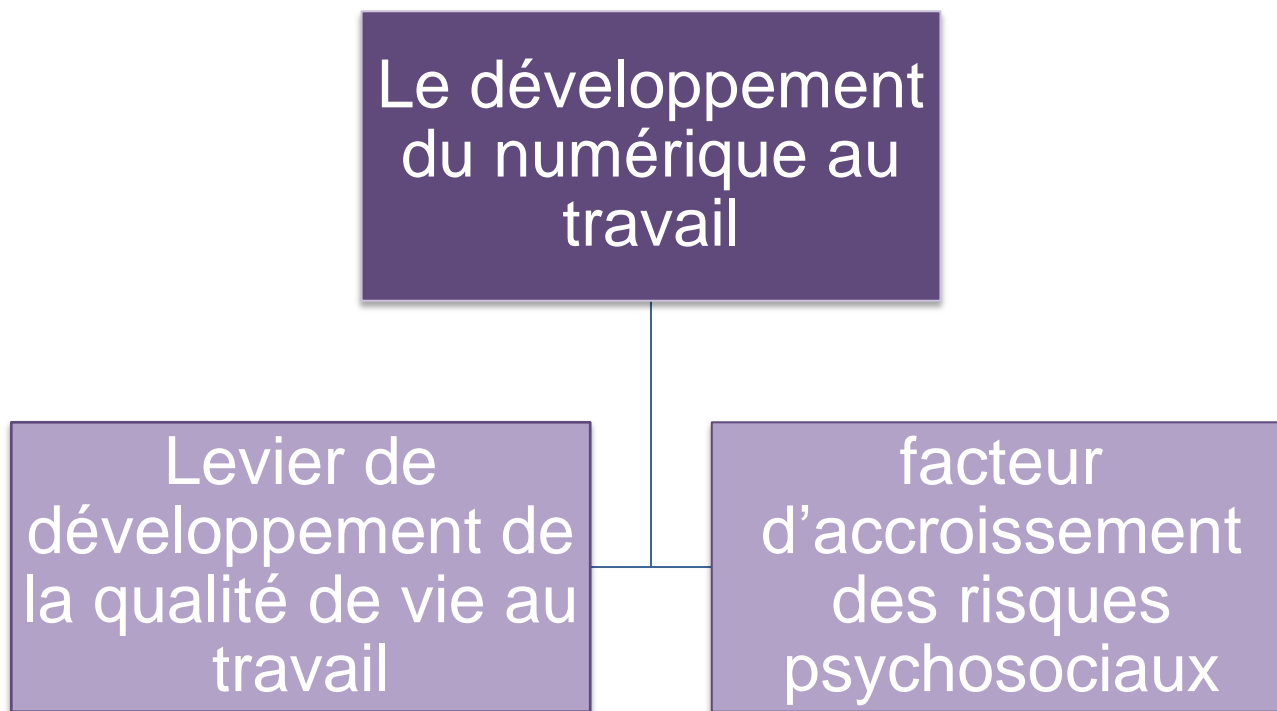 Le développement
du numérique au
travail
Levier de
développement de
la qualité de vie au
travail
facteur
d’accroissement
des risques
psychosociaux